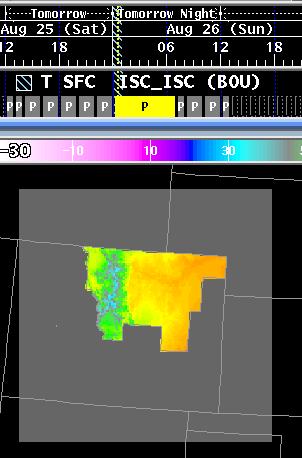 Tomorrow Tomorrow Night
Aug 25 (Sat) Aug 26 (Sun)
12 18 06 12 18
T SFC ISC_ISC (BOU)
P P P P P P P P P P P P
-30 -10 10 30